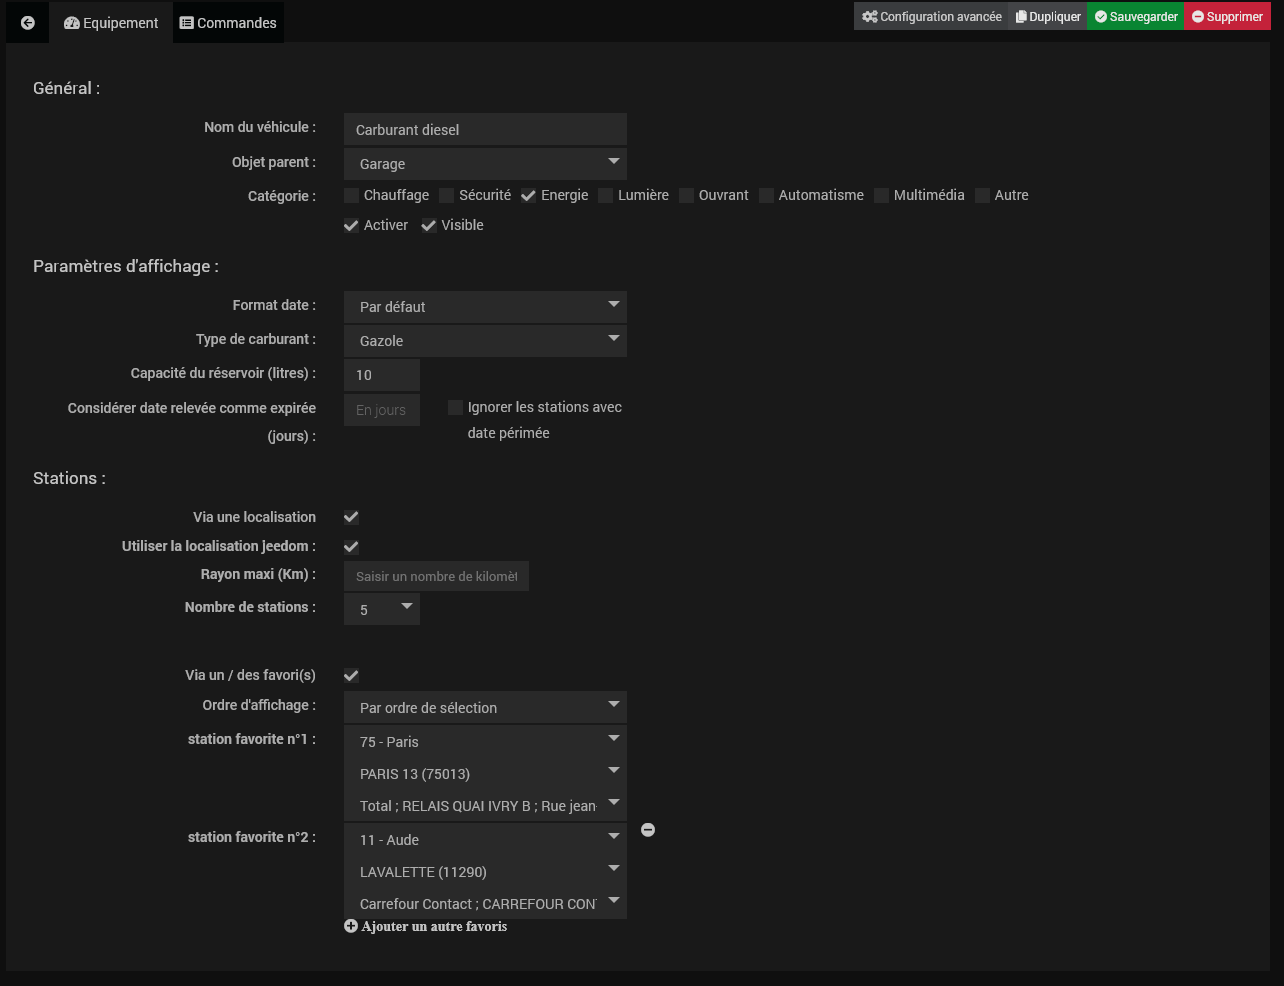 Equipement
Commandes
Configuration avancée
Dupliquer
Sauvegarder
Supprimer
Général :
Nom du véhicule :
Carburant diesel
Objet parent :
Garage
Catégorie :
Chauffage
Sécurité
Energie
Lumière
Ouvrant
Automatisme
Multimédia
Autre
Activer
Visible
Paramètres d'affichage :
Format date :
Par défaut
Type de carburant :
Gazole
Capacité du réservoir (litres) :
10
Considérer date relevée comme expirée
(jours) :
En jours
Ignorer les stations avec
date périmée
Stations :
Via une localisation
Utiliser la localisation jeedom :
Rayon maxi (Km) :
Saisir un nombre de kilomèt
Nombre de stations :
5
Via un / des favori(s)
Ordre d'affichage :
Par ordre de sélection
station favorite n°1 :
75 - Paris
PARIS 13 (75013)
Total ; RELAIS QUAI IVRY B ; Rue jean-
station favorite n°2 :
11 - Aude
LAVALETTE (11290)
Carrefour Contact ; CARREFOUR CON
Ajouter un autre favoris